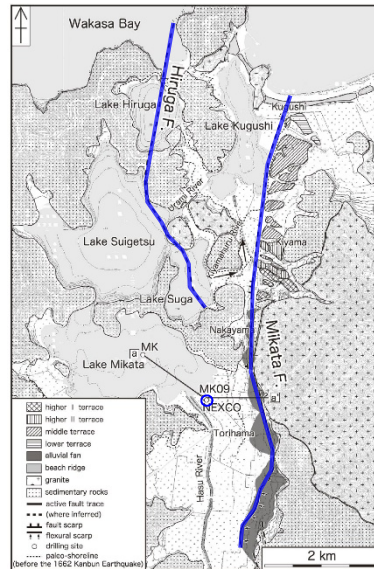 Wakasa Bay
Hiruga F.
Lake Hiruga
Lake Kugushi
Kugushi
Lake Suigetsu
Kiyama
Lake Suga
Nakayama
Mikata F.
MK
a
Lake Mikata
MK09
a'
NEXCO
Torihama
Hasu River
higher I terrace
higher II terrace
middle terrace
lower terrace
alluvial fan
beach ridge
granite
sedimentary rocks
active fault trace
(where inferred)
fault scarp
flexural scarp
drilling site
paleo-shoreline
(before the 1662 Kanbun Earthquake)
2 km